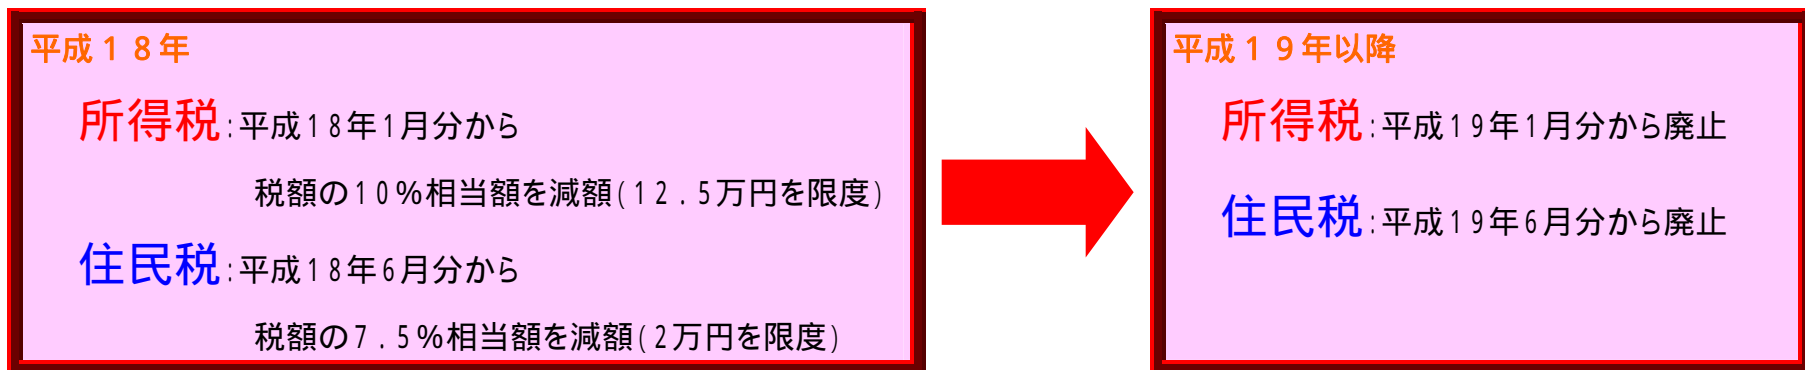 平成１８年
所得税:平成18年1月分から
税額の10%相当額を減額(12.5万円を限度)
住民税:平成18年6月分から
税額の7.5%相当額を減額(2万円を限度)
平成１９年以降
所得税:平成19年1月分から廃止
住民税:平成19年6月分から廃止